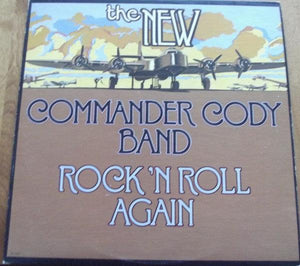 the NEW
COMMANDER CODY
BAND
ROCK 'N ROLL
AGAIN